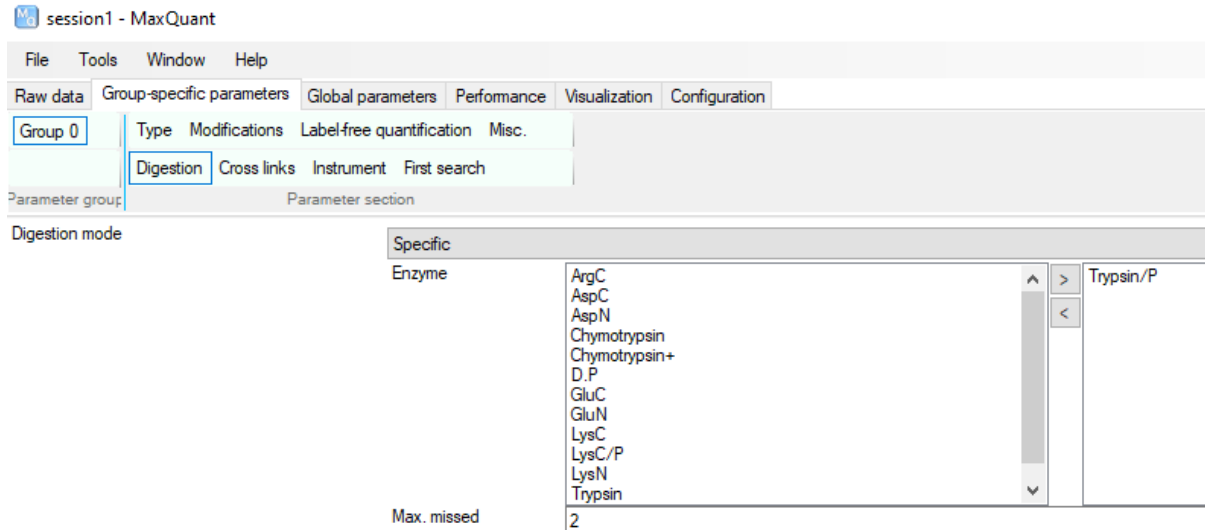 session1 - MaxQuant
File Tools Window Help
Raw data Group-specific parameters Global parameters Performance Visualization Configuration
Group 0 Type Modifications Label-free quantification Misc.
Digestion Cross links Instrument First search
Parameter group Parameter section
Digestion mode Specific
Enzyme ArgC > Trypsin/P
AspC
AspN <
Chymotrypsin
Chymotrypsin+
D.P
GluC
GluN
LysC
LysC/P
LysN
Trypsin
Max. missed 2